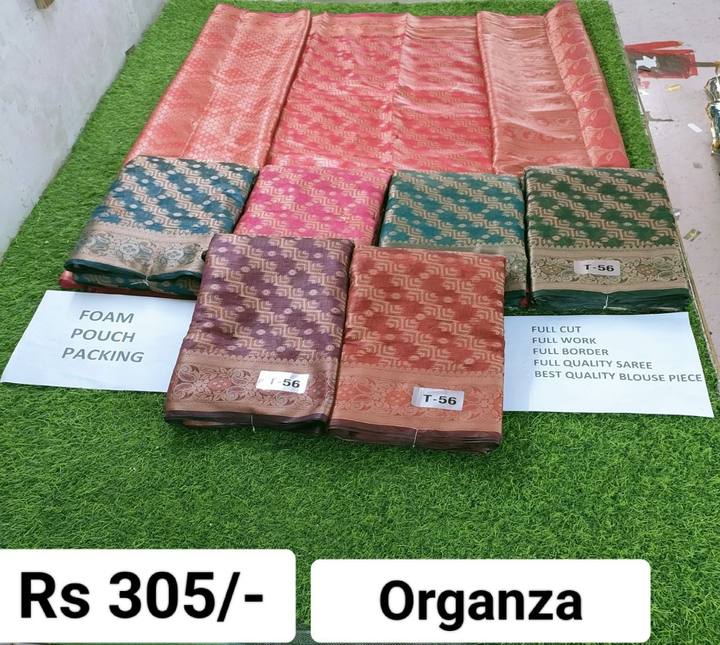 T-56
FOAM
POUCH
PACKING
FULL CUT
FULL WORK
FULL BORDER
FULL QUALITY SAREE
BEST QUALITY BLOUSE PIECE
T-56
T-56
Rs 305/-
Organza